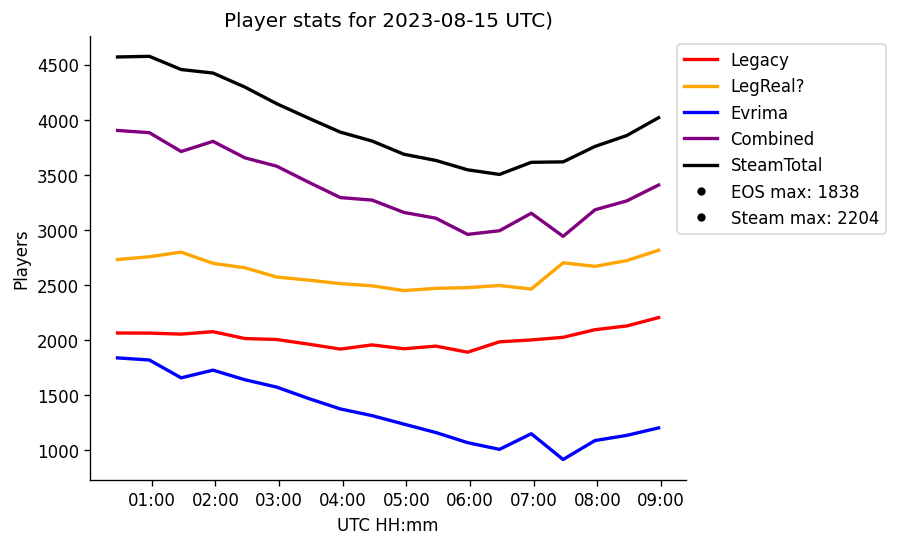 Player stats for 2023-08-15 UTC)
Legacy
LegReal?
Evrima
Combined
SteamTotal
EOS max: 1838
Steam max: 2204
Players
4500
4000
3500
3000
2500
2000
1500
1000
01:00 02:00 03:00 04:00 05:00 06:00 07:00 08:00 09:00
UTC HH:mm